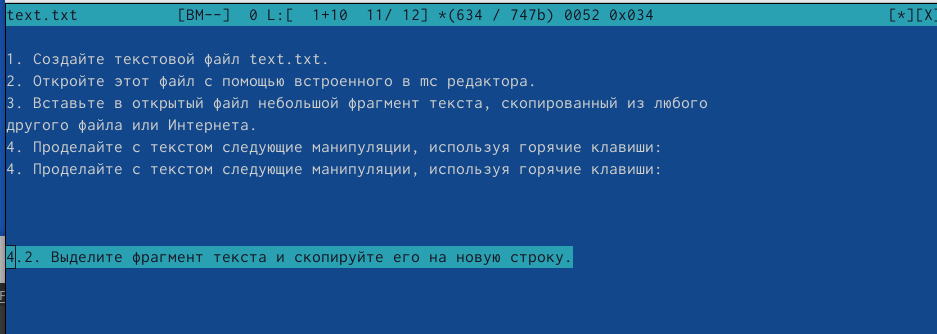 text.txt [BM--] 0 L:[ 1+10 11/ 12] *(634 / 747b) 0052 0x034 [*][X]
1. Создайте текстовой файл text.txt.
2. Откройте этот файл с помощью встроенного в mc редактора.
3. Вставьте в открытый файл небольшой фрагмент текста, скопированный из любого
другого файла или Интернета.
4. Проделайте с текстом следующие манипуляции, используя горячие клавиши:
4. Проделайте с текстом следующие манипуляции, используя горячие клавиши:
4.2. Выделите фрагмент текста и скопируйте его на новую строку.